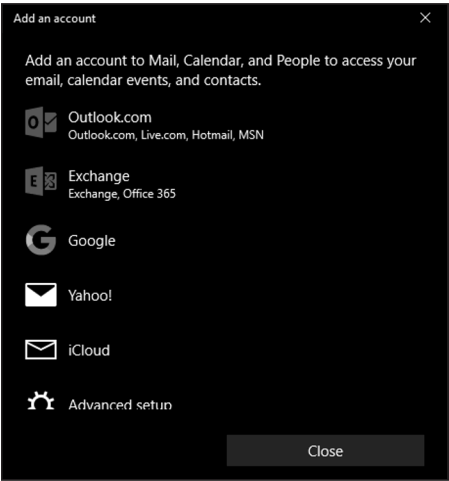 Add an account
Add an account to Mail, Calendar, and People to access your
email, calendar events, and contacts.
Outlook.com
Outlook.com, Live.com, Hotmail, MSN
Exchange
Exchange, Office 365
Google
Yahoo!
iCloud
Advanced setup
Close